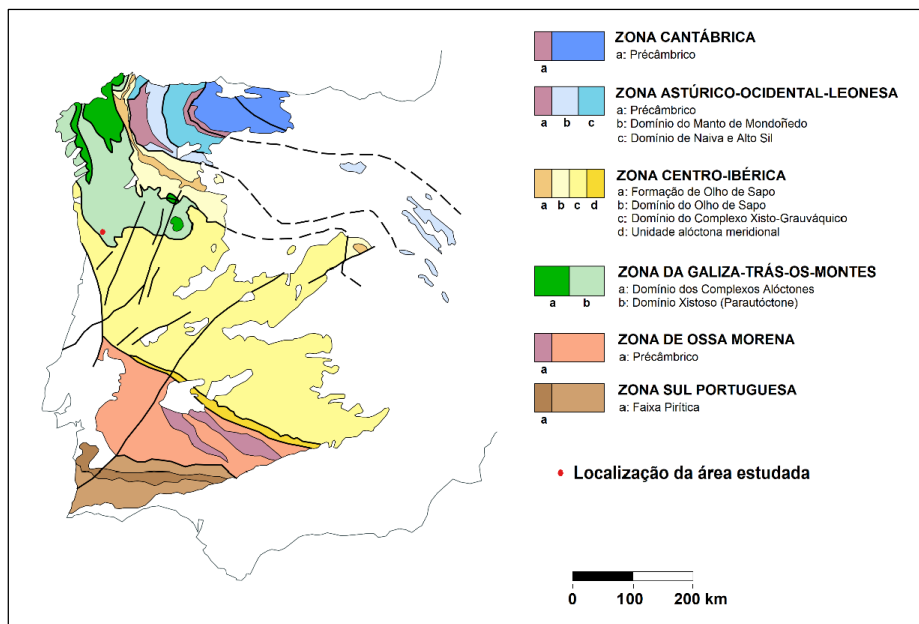 ZONA CANTÁBRICA
a: Précâmbrico
a
ZONA ASTÚRICO-OCIDENTAL-LEONESA
a: Précâmbrico
b: Domínio do Manto de Mondoñedo
c: Domínio de Naiva e Alto Sil
a b c
ZONA CENTRO-IBÉRICA
a: Formação de Olho de Sapo
b: Domínio do Olho de Sapo
c: Domínio do Complexo Xisto-Grauváquico
d: Unidade alóctona meridional
a b c d
ZONA DA GALIZA-TRÁS-OS-MONTES
a: Domínio dos Complexos Alóctones
b: Domínio Xistoso (Parautóctone)
a b
ZONA DE OSSA MORENA
a: Précâmbrico
a
ZONA SUL PORTUGUESA
a: Faixa Pirítica
a
Localização da área estudada
0 100 200 km